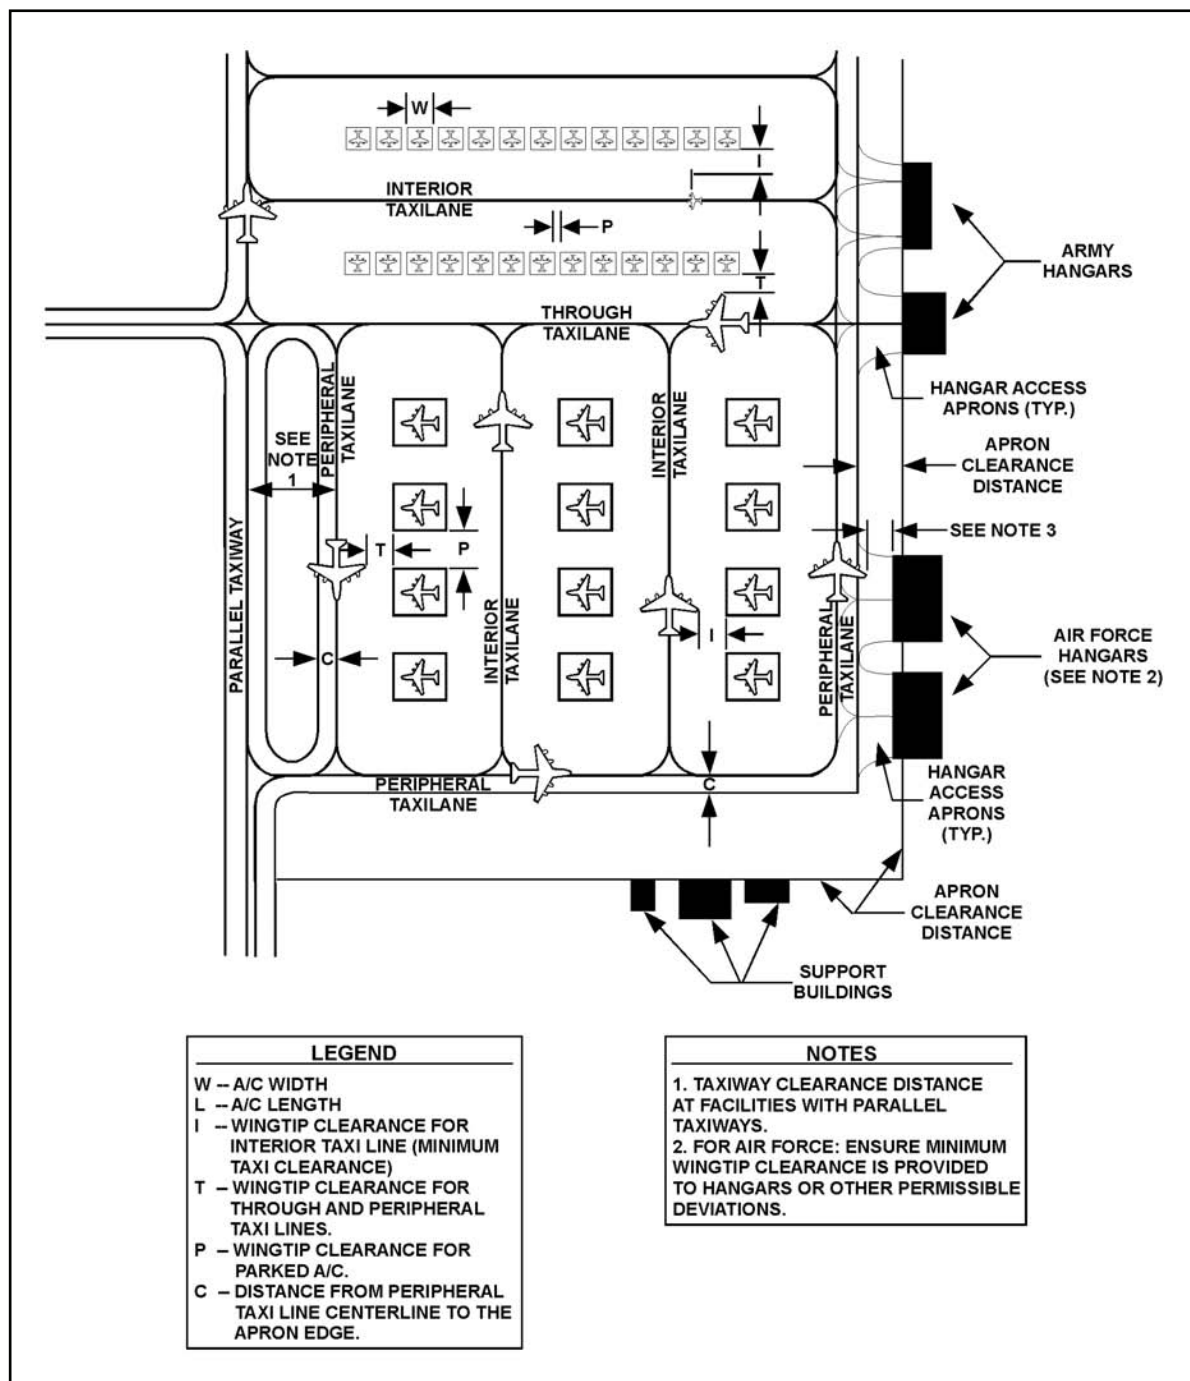 W
I
INTERIOR
TAXILANE
P
T
ARMY
HANGARS
THROUGH
TAXILANE
PERIPHERAL
TAXILANE
INTERIOR
TAXILANE
HANGAR ACCESS
APRONS (TYP.)
SEE
NOTE
1
APRON
CLEARANCE
DISTANCE
SEE NOTE 3
T
P
PARALLEL TAXIWAY
INTERIOR
TAXILANE
I
C
PERIPHERAL
TAXILANE
AIR FORCE
HANGARS
(SEE NOTE 2)
PERIPHERAL
TAXILANE
C
HANGAR
ACCESS
APRONS
(TYP.)
APRON
CLEARANCE
DISTANCE
SUPPORT
BUILDINGS
LEGEND
W -- A/C WIDTH
L -- A/C LENGTH
I -- WINGTIP CLEARANCE FOR
INTERIOR TAXI LINE (MINIMUM
TAXI CLEARANCE)
T -- WINGTIP CLEARANCE FOR
THROUGH AND PERIPHERAL
TAXI LINES.
P -- WINGTIP CLEARANCE FOR
PARKED A/C.
C -- DISTANCE FROM PERIPHERAL
TAXI LINE CENTERLINE TO THE
APRON EDGE.
NOTES
1. TAXIWAY CLEARANCE DISTANCE
AT FACILITIES WITH PARALLEL
TAXIWAYS.
2. FOR AIR FORCE: ENSURE MINIMUM
WINGTIP CLEARANCE IS PROVIDED
TO HANGARS OR OTHER PERMISSIBLE
DEVIATIONS.